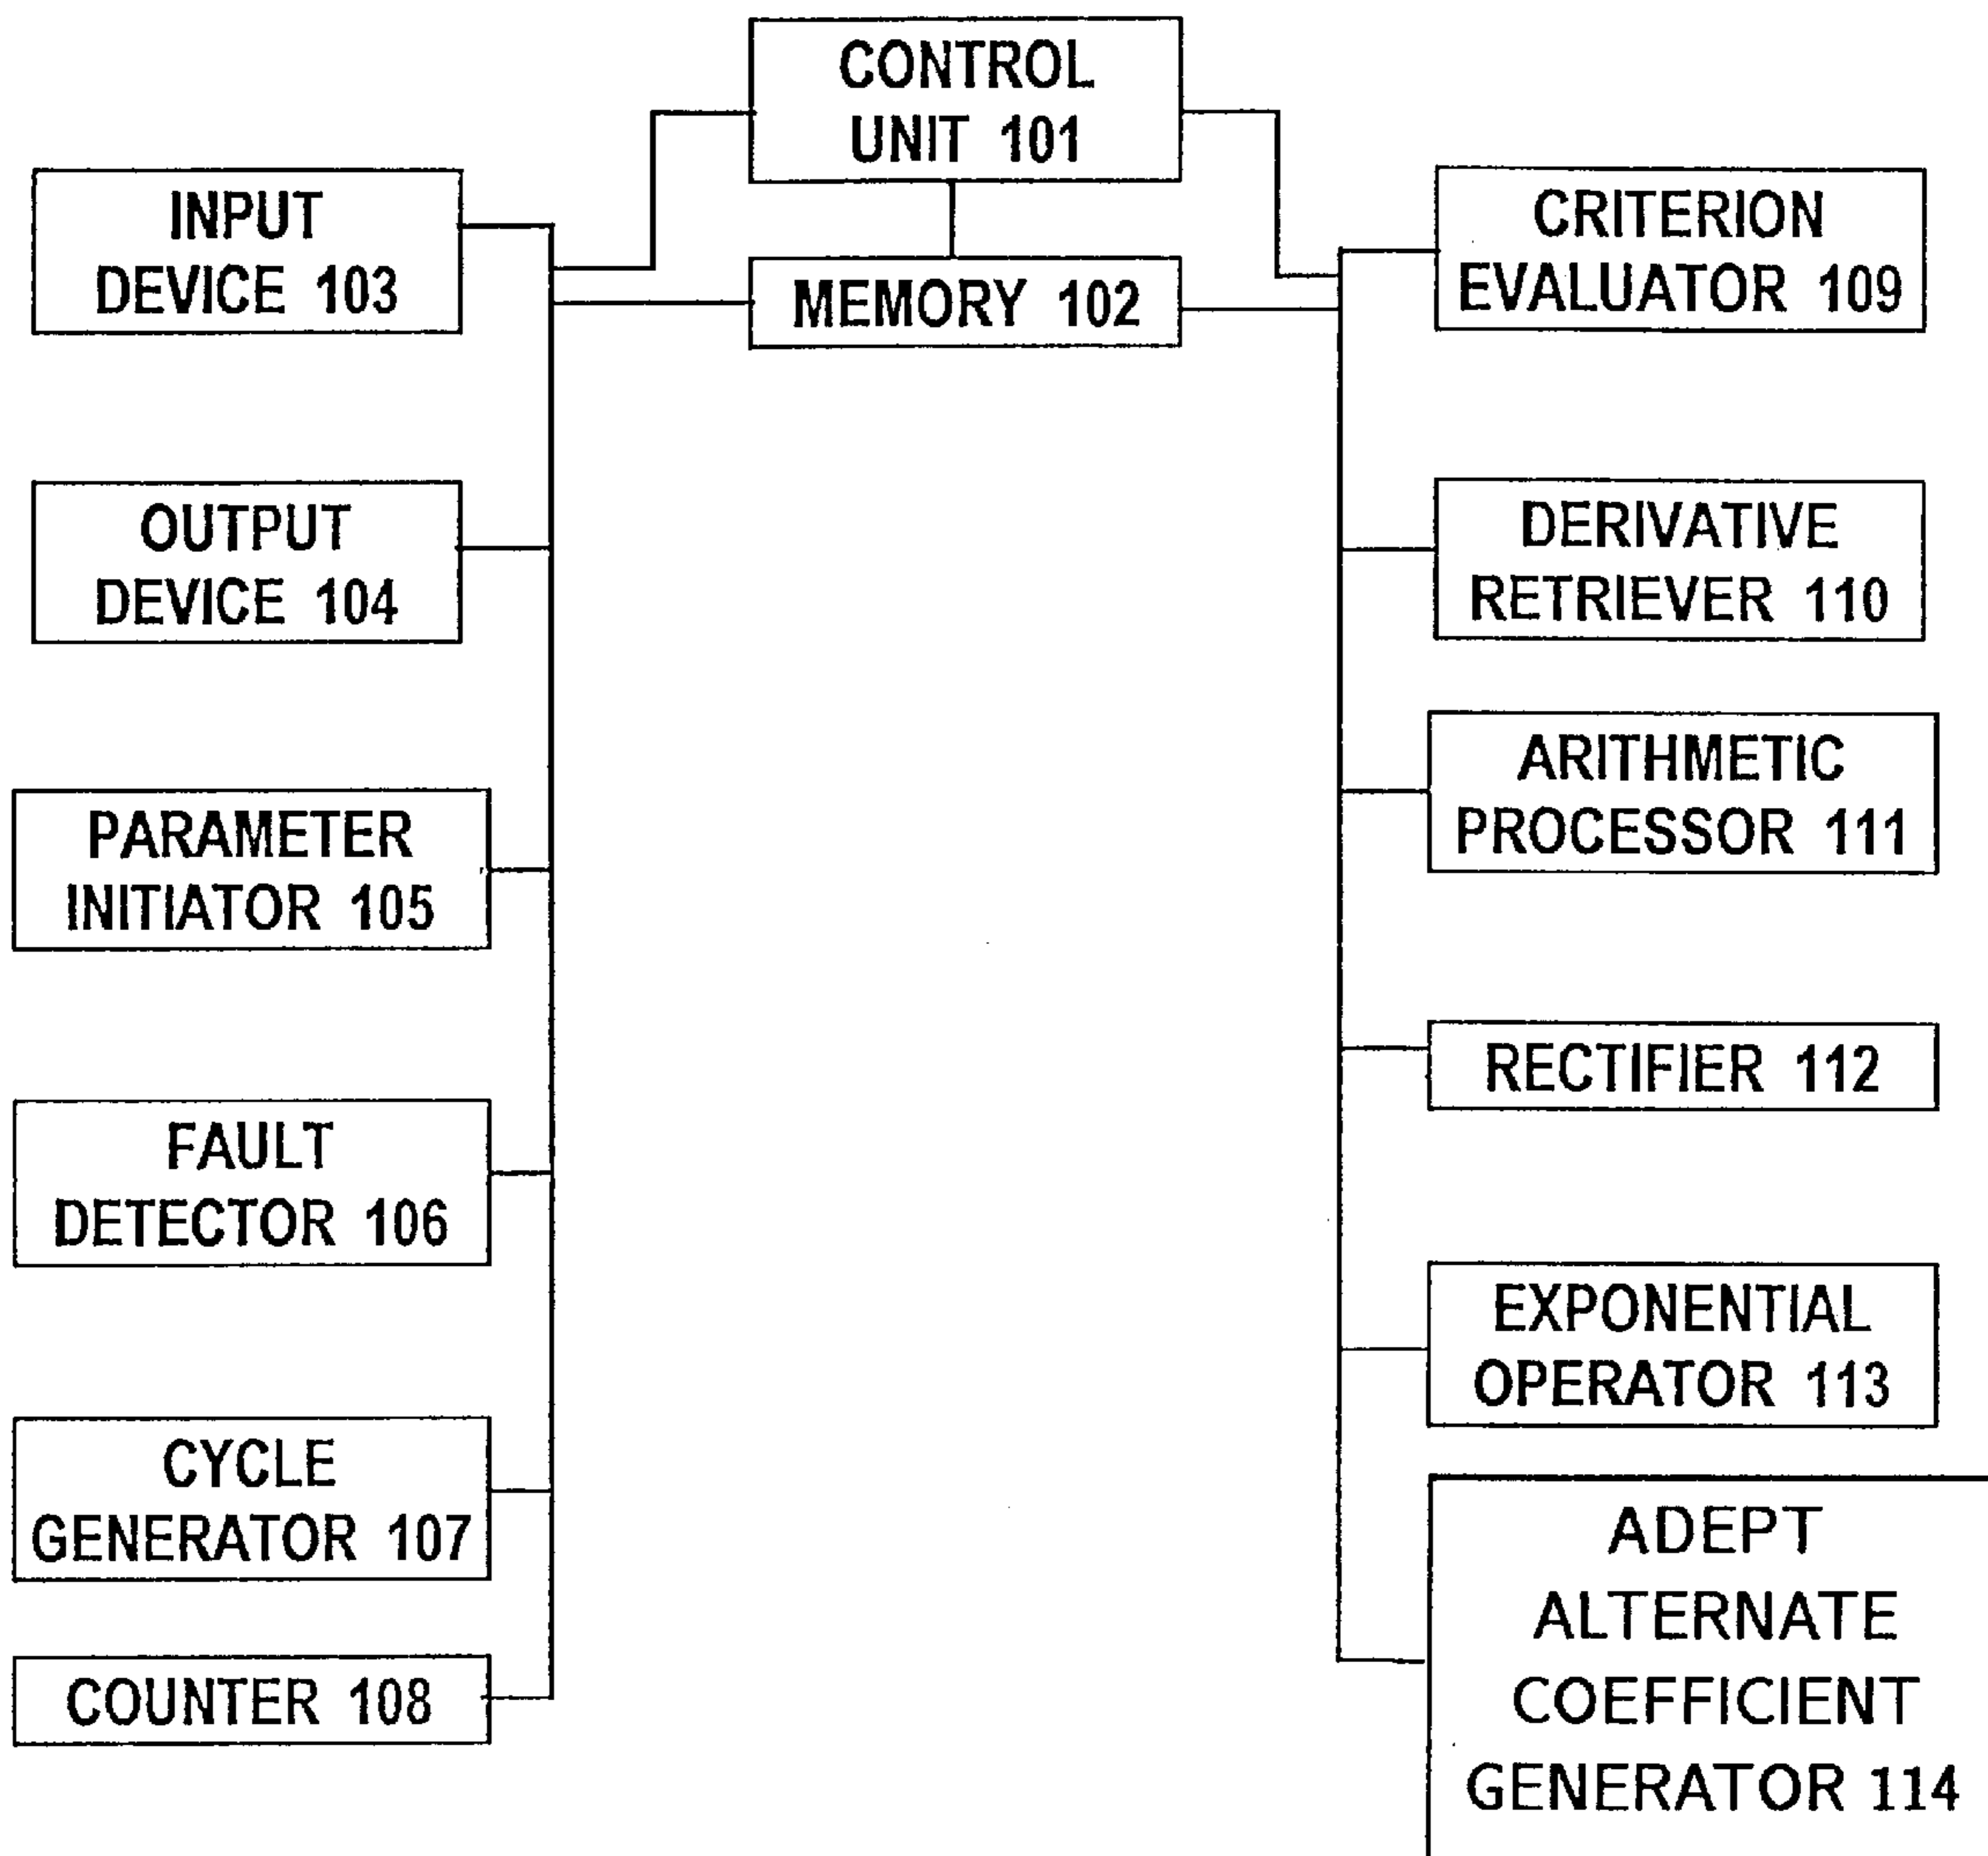 CONTROL
UNIT 101
MEMORY 102
INPUT
DEVICE 103
OUTPUT
DEVICE 104
PARAMETER
INITIATOR 105
FAULT
DETECTOR 106
CYCLE
GENERATOR 107
COUNTER 108
CRITERION
EVALUATOR 109
DERIVATIVE
RETRIEVER 110
ARITHMETIC
PROCESSOR 111
RECTIFIER 112
EXPONENTIAL
OPERATOR 113
ADEPT
ALTERNATE
COEFFICIENT
GENERATOR 114